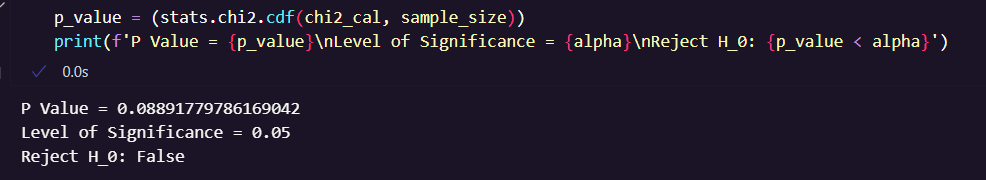 p_value = (stats.chi2.cdf(chi2_cal, sample_size))
print(f'P Value = {p_value}\nLevel of Significance = {alpha}\nReject H_0: {p_value < alpha}')
0.0s
P Value = 0.08891779786169042
Level of Significance = 0.05
Reject H_0: False